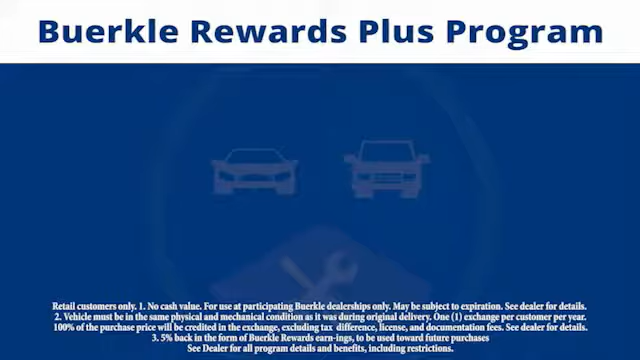 Buerkle Rewards Plus Program
Retail customers only. 1. No cash value. For use at participating Buerkle dealerships only. May be subject to expiration. See dealer for details.
2. Vehicle must be in the same physical and mechanical condition as it was during original delivery. One (1) exchange per customer per year.
100% of the purchase price will be credited in the exchange, excluding tax difference, license, and documentation fees. See dealer for details.
3. 5% back in the form of Buerkle Rewards earn-ings, to be used toward future purchases
See Dealer for all program details and benefits, including restrictions.